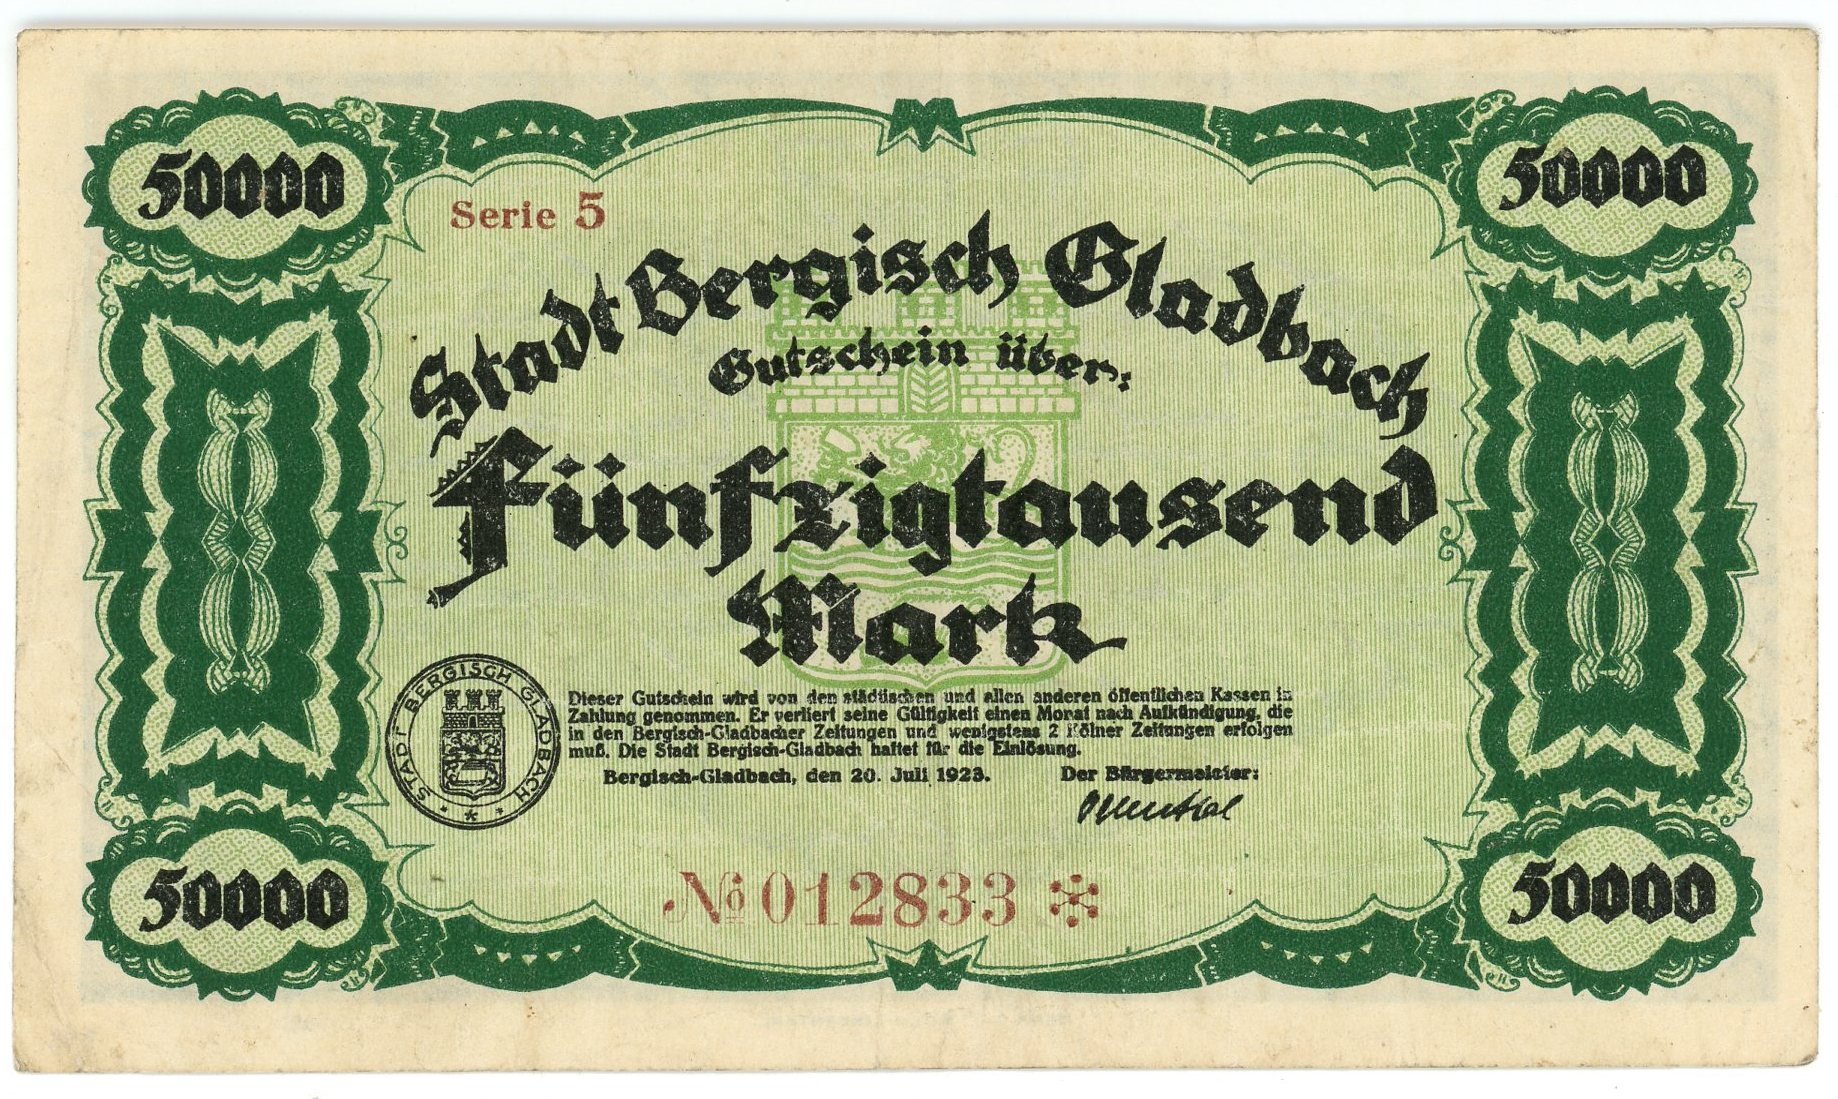 50000
50000
Serie 5
Stadt Bergisch Gladbach
Gutschein über:
Fünfzigtausend
Mark
STADT BERGISCH GLADBACH
Dieser Gutschein wird von den städtischen und allen anderen öffentlichen Kassen in
Zahlung genommen. Er verliert seine Gültigkeit einen Monat nach Aufkündigung, die
in den Bergisch-Gladbacher Zeitungen und wenigstens 2 Kölner Zeitungen erfolgen
muß. Die Stadt Bergisch-Gladbach haftet für die Einlösung.
Bergisch-Gladbach, den 20. Juli 1923. Der Bürgermeister:
№ 012833
50000
50000